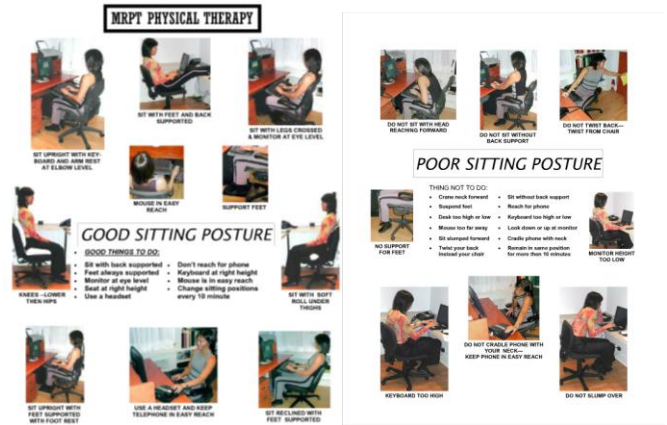 MRPT PHYSICAL THERAPY
SIT UPRIGHT WITH KEY-
BOARD AND ARM REST
AT ELBOW LEVEL
SIT WITH FEET AND BACK
SUPPORTED
SIT WITH LEGS CROSSED
& MONITOR AT EYE LEVEL
MOUSE IN EASY
REACH
SUPPORT FEET
GOOD SITTING POSTURE
GOOD THINGS TO DO:
• Sit with back supported
• Feet always supported
• Monitor at eye level
• Seat at right height
• Use a headset
• Don't reach for phone
• Keyboard at right height
• Mouse is in easy reach
• Change sitting positions
every 10 minute
KNEES –LOWER
THEN HIPS
SIT WITH SOFT
ROLL UNDER
THIGHS
SIT UPRIGHT WITH
FEET SUPPORTED
WITH FOOT REST
USE A HEADSET AND KEEP
TELEPHONE IN EASY REACH
SIT RECLINED WITH
FEET SUPPORTED
DO NOT SIT WITH HEAD
REACHING FORWARD
DO NOT SIT WITHOUT
BACK SUPPORT
DO NOT TWIST BACK—
TWIST FROM CHAIR
POOR SITTING POSTURE
THING NOT TO DO:
• Crane neck forward
• Suspend feet
• Desk too high or low
• Mouse too far away
• Sit slumped forward
• Twist your back
instead your chair
• Sit without back support
• Reach for phone
• Keyboard too high or low
• Look down or up at monitor
• Cradle phone with neck
• Remain in same position
for more than 10 minutes
NO SUPPORT
FOR FEET
MONITOR HEIGHT
TOO LOW
KEYBOARD TOO HIGH
DO NOT CRADLE PHONE WITH
YOUR NECK—
KEEP PHONE IN EASY REACH
DO NOT SLUMP OVER